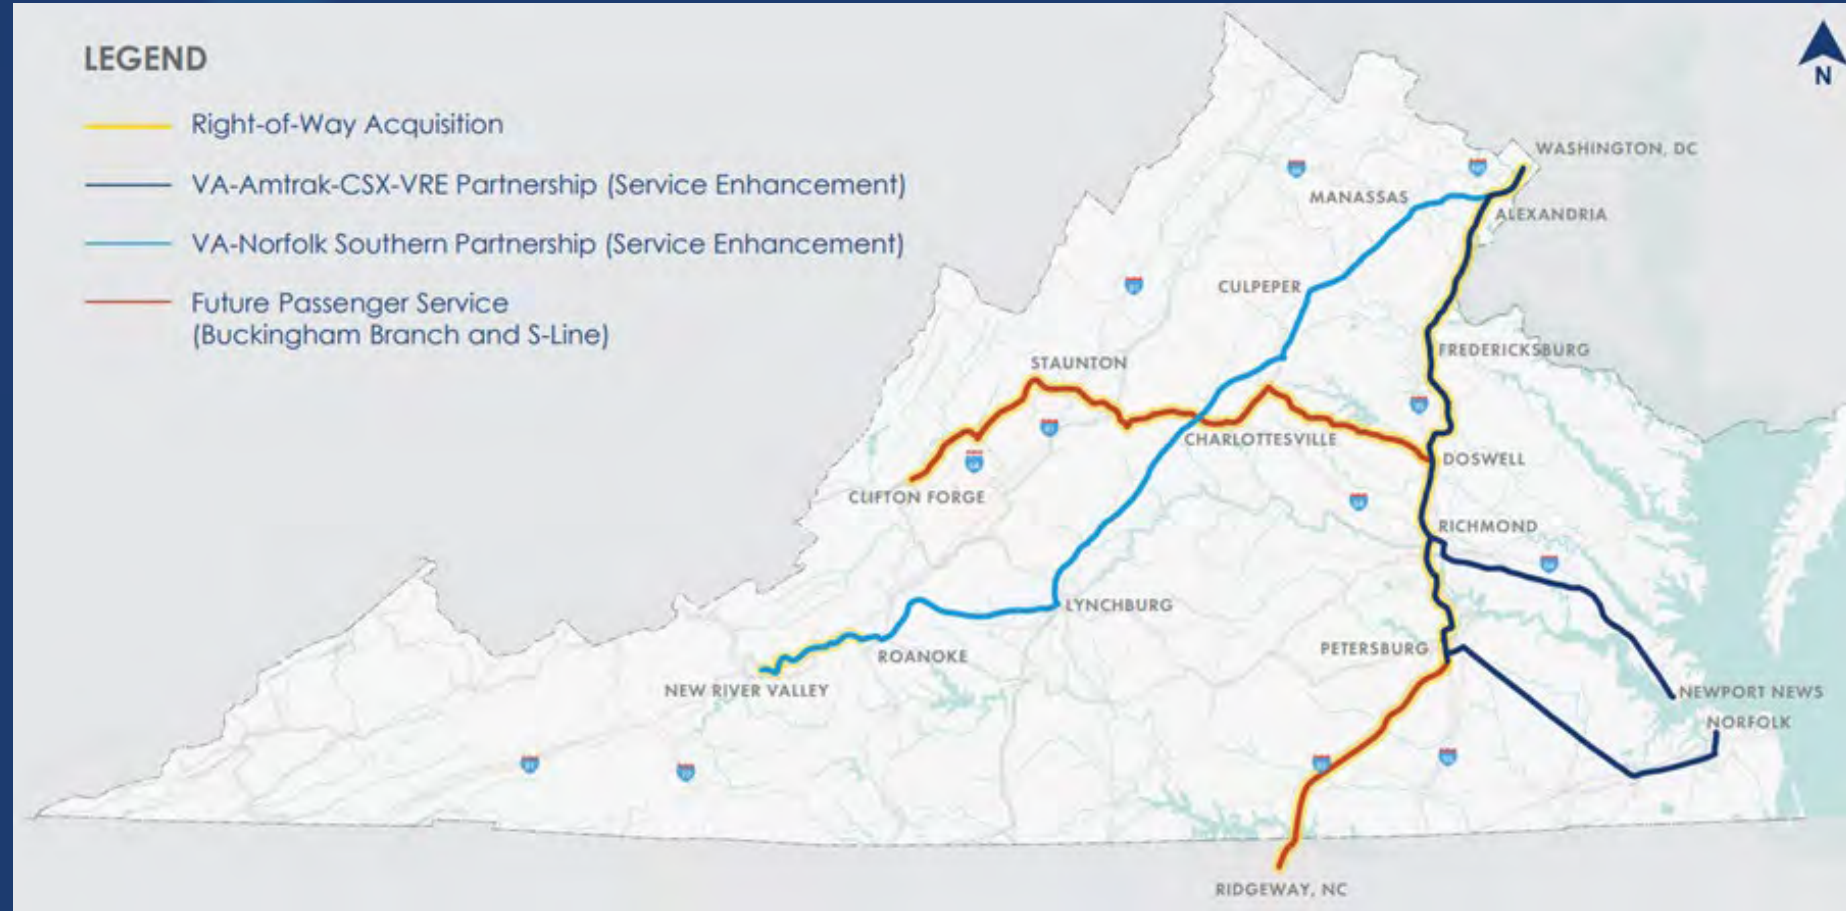 LEGEND
Right-of-Way Acquisition
VA-Amtrak-CSX-VRE Partnership (Service Enhancement)
VA-Norfolk Southern Partnership (Service Enhancement)
Future Passenger Service
(Buckingham Branch and S-Line)
N
WASHINGTON, DC
MANASSAS
ALEXANDRIA
CULPEPER
FREDERICKSBURG
STAUNTON
CHARLOTTESVILLE
DOSWELL
CLIFTON FORGE
RICHMOND
LYNCHBURG
PETERSBURG
ROANOKE
NEW RIVER VALLEY
NEWPORT NEWS
NORFOLK
RIDGEWAY, NC